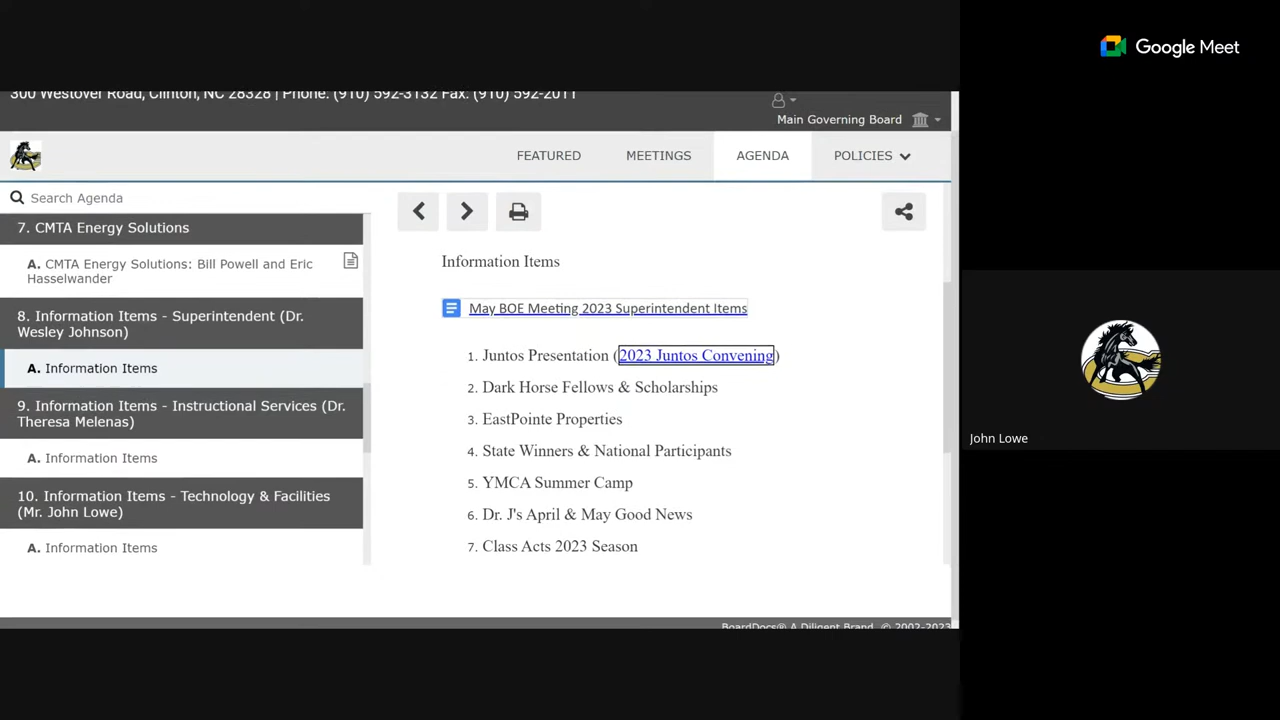 Google Meet
300 Westover Road, Clinton, NC 28328 | Phone: (910) 592-3132 Fax: (910) 592-2011
Main Governing Board
FEATURED
MEETINGS
AGENDA
POLICIES
Search Agenda
7. CMTA Energy Solutions
A. CMTA Energy Solutions: Bill Powell and Eric
Hasselwander
8. Information Items - Superintendent (Dr.
Wesley Johnson)
A. Information Items
9. Information Items - Instructional Services (Dr.
Theresa Melenas)
A. Information Items
10. Information Items - Technology & Facilities
(Mr. John Lowe)
A. Information Items
Information Items
May BOE Meeting 2023 Superintendent Items
1. Juntos Presentation (2023 Juntos Convening)
2. Dark Horse Fellows & Scholarships
3. EastPointe Properties
4. State Winners & National Participants
5. YMCA Summer Camp
6. Dr. J's April & May Good News
7. Class Acts 2023 Season
BoardDocs® A Diligent Brand. © 2002-2023
John Lowe